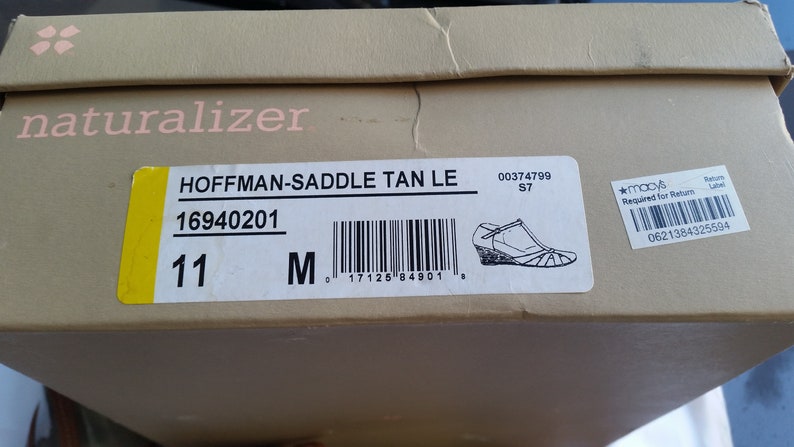 naturalizer
HOFFMAN-SADDLE TAN LE
00374799
S7
16940201
11 M
0 17125 84901 8
★macy's Return
Required for Return Label
0621384325594